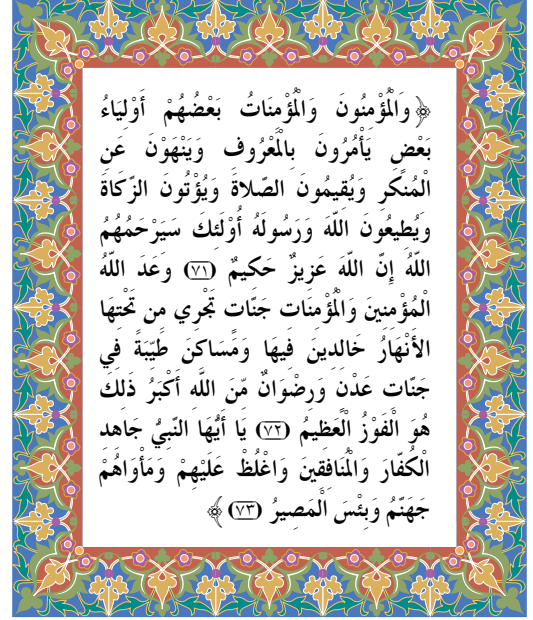 ﴿ وَالْمُؤْمِنُونَ وَالْمُؤْمِنَاتُ بَعْضُهُمْ أَوْلِيَاءُ
بَعْضٍ يَأْمُرُونَ بِالْمَعْرُوفِ وَيَنْهَوْنَ عَنِ
الْمُنكَرِ وَيُقِيمُونَ الصَّلاةَ وَيُؤْتُونَ الزَّكَاةَ
وَيُطِيعُونَ اللَّهَ وَرَسُولَهُ أُوْلَئِكَ سَيَرْحَمُهُمُ
اللَّهُ إِنَّ اللَّهَ عَزِيزٌ حَكِيمٌ (٧١) وَعَدَ اللَّهُ
الْمُؤْمِنِينَ وَالْمُؤْمِنَاتِ جَنَّاتٍ تَجْرِي مِن تَحْتِهَا
الأَنْهَارُ خَالِدِينَ فِيهَا وَمَسَاكِنَ طَيِّبَةً فِي
جَنَّاتِ عَدْنٍ وَرِضْوَانٌ مِّنَ اللَّهِ أَكْبَرُ ذَلِكَ
هُوَ الْفَوْزُ الْعَظِيمُ (٧٢) يَا أَيُّهَا النَّبِيُّ جَاهِدِ
الْكُفَّارَ وَالْمُنَافِقِينَ وَاغْلُظْ عَلَيْهِمْ وَمَأْوَاهُمْ
جَهَنَّمُ وَبِئْسَ الْمَصِيرُ (٧٣) ﴾